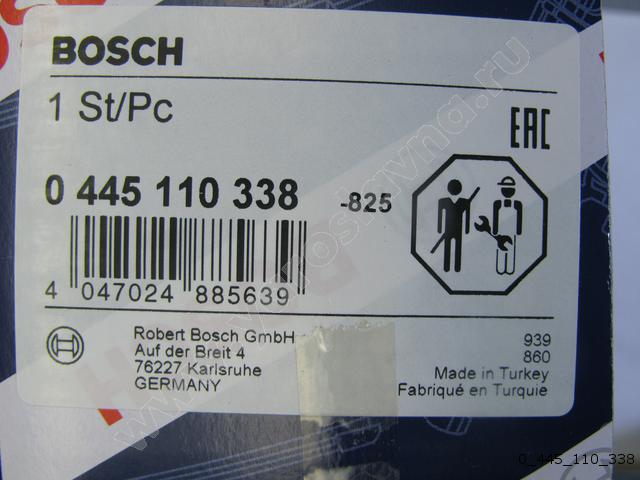 BOSCH
1 St/Pc
EAC
0 445 110 338 -825
4 047024 885639
Robert Bosch GmbH
Auf der Breit 4
76227 Karlsruhe
GERMANY
939
860
Made in Turkey
Fabriqué en Turquie
0_445_110_338